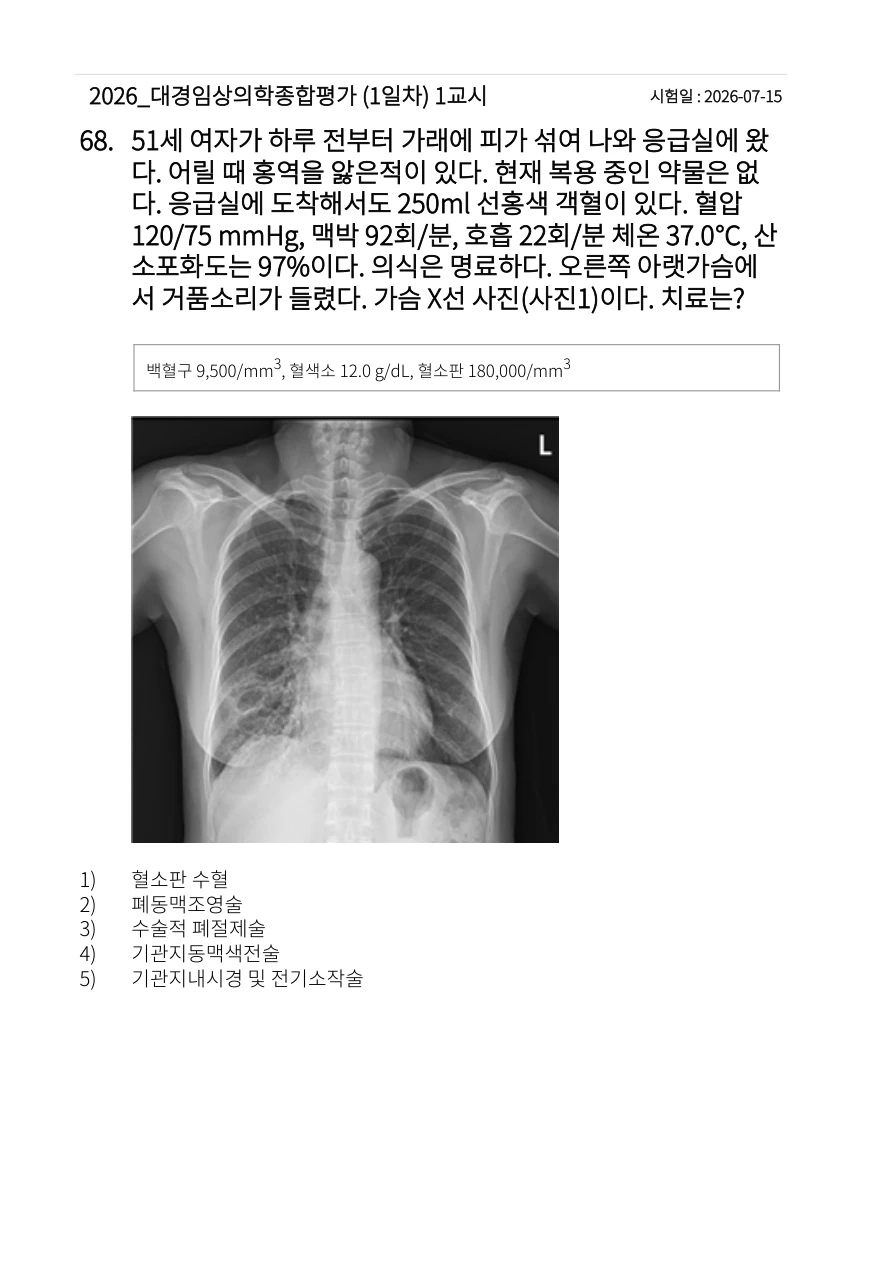 2026_대경임상의학종합평가 (1일차) 1교시
시험일 : 2026-07-15
68. 51세 여자가 하루 전부터 가래에 피가 섞여 나와 응급실에 왔
다. 어릴 때 홍역을 앓은적이 있다. 현재 복용 중인 약물은 없
다. 응급실에 도착해서도 250ml 선홍색 객혈이 있다. 혈압
120/75 mmHg, 맥박 92회/분, 호흡 22회/분 체온 37.0°C, 산
소포화도는 97%이다. 의식은 명료하다. 오른쪽 아랫가슴에
서 거품소리가 들렸다. 가슴 X선 사진(사진1)이다. 치료는?
백혈구 9,500/mm³, 혈색소 12.0 g/dL, 혈소판 180,000/mm³
L
1) 혈소판 수혈
2) 폐동맥조영술
3) 수술적 폐절제술
4) 기관지동맥색전술
5) 기관지내시경 및 전기소작술